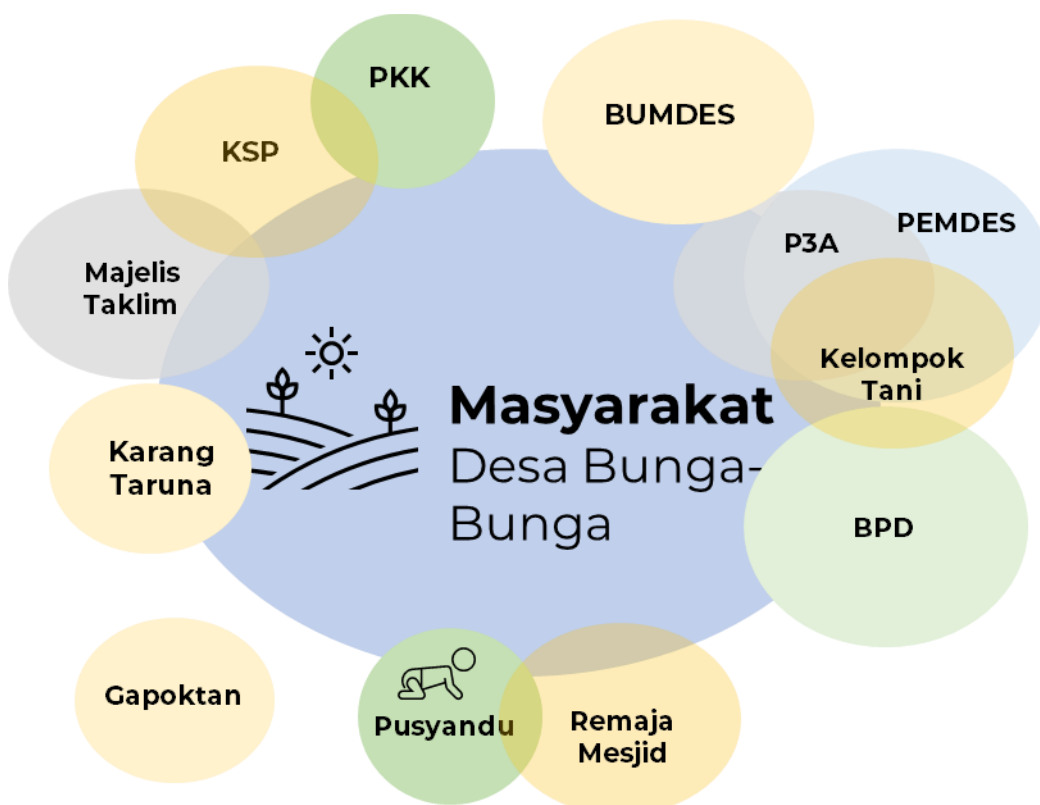 PKK
BUMDES
KSP
PEMDES
P3A
Majelis
Taklim
Kelompok
Tani
Masyarakat
Desa Bunga-
Bunga
Karang
Taruna
BPD
Gapoktan
Pusyandu
Remaja
Mesjid